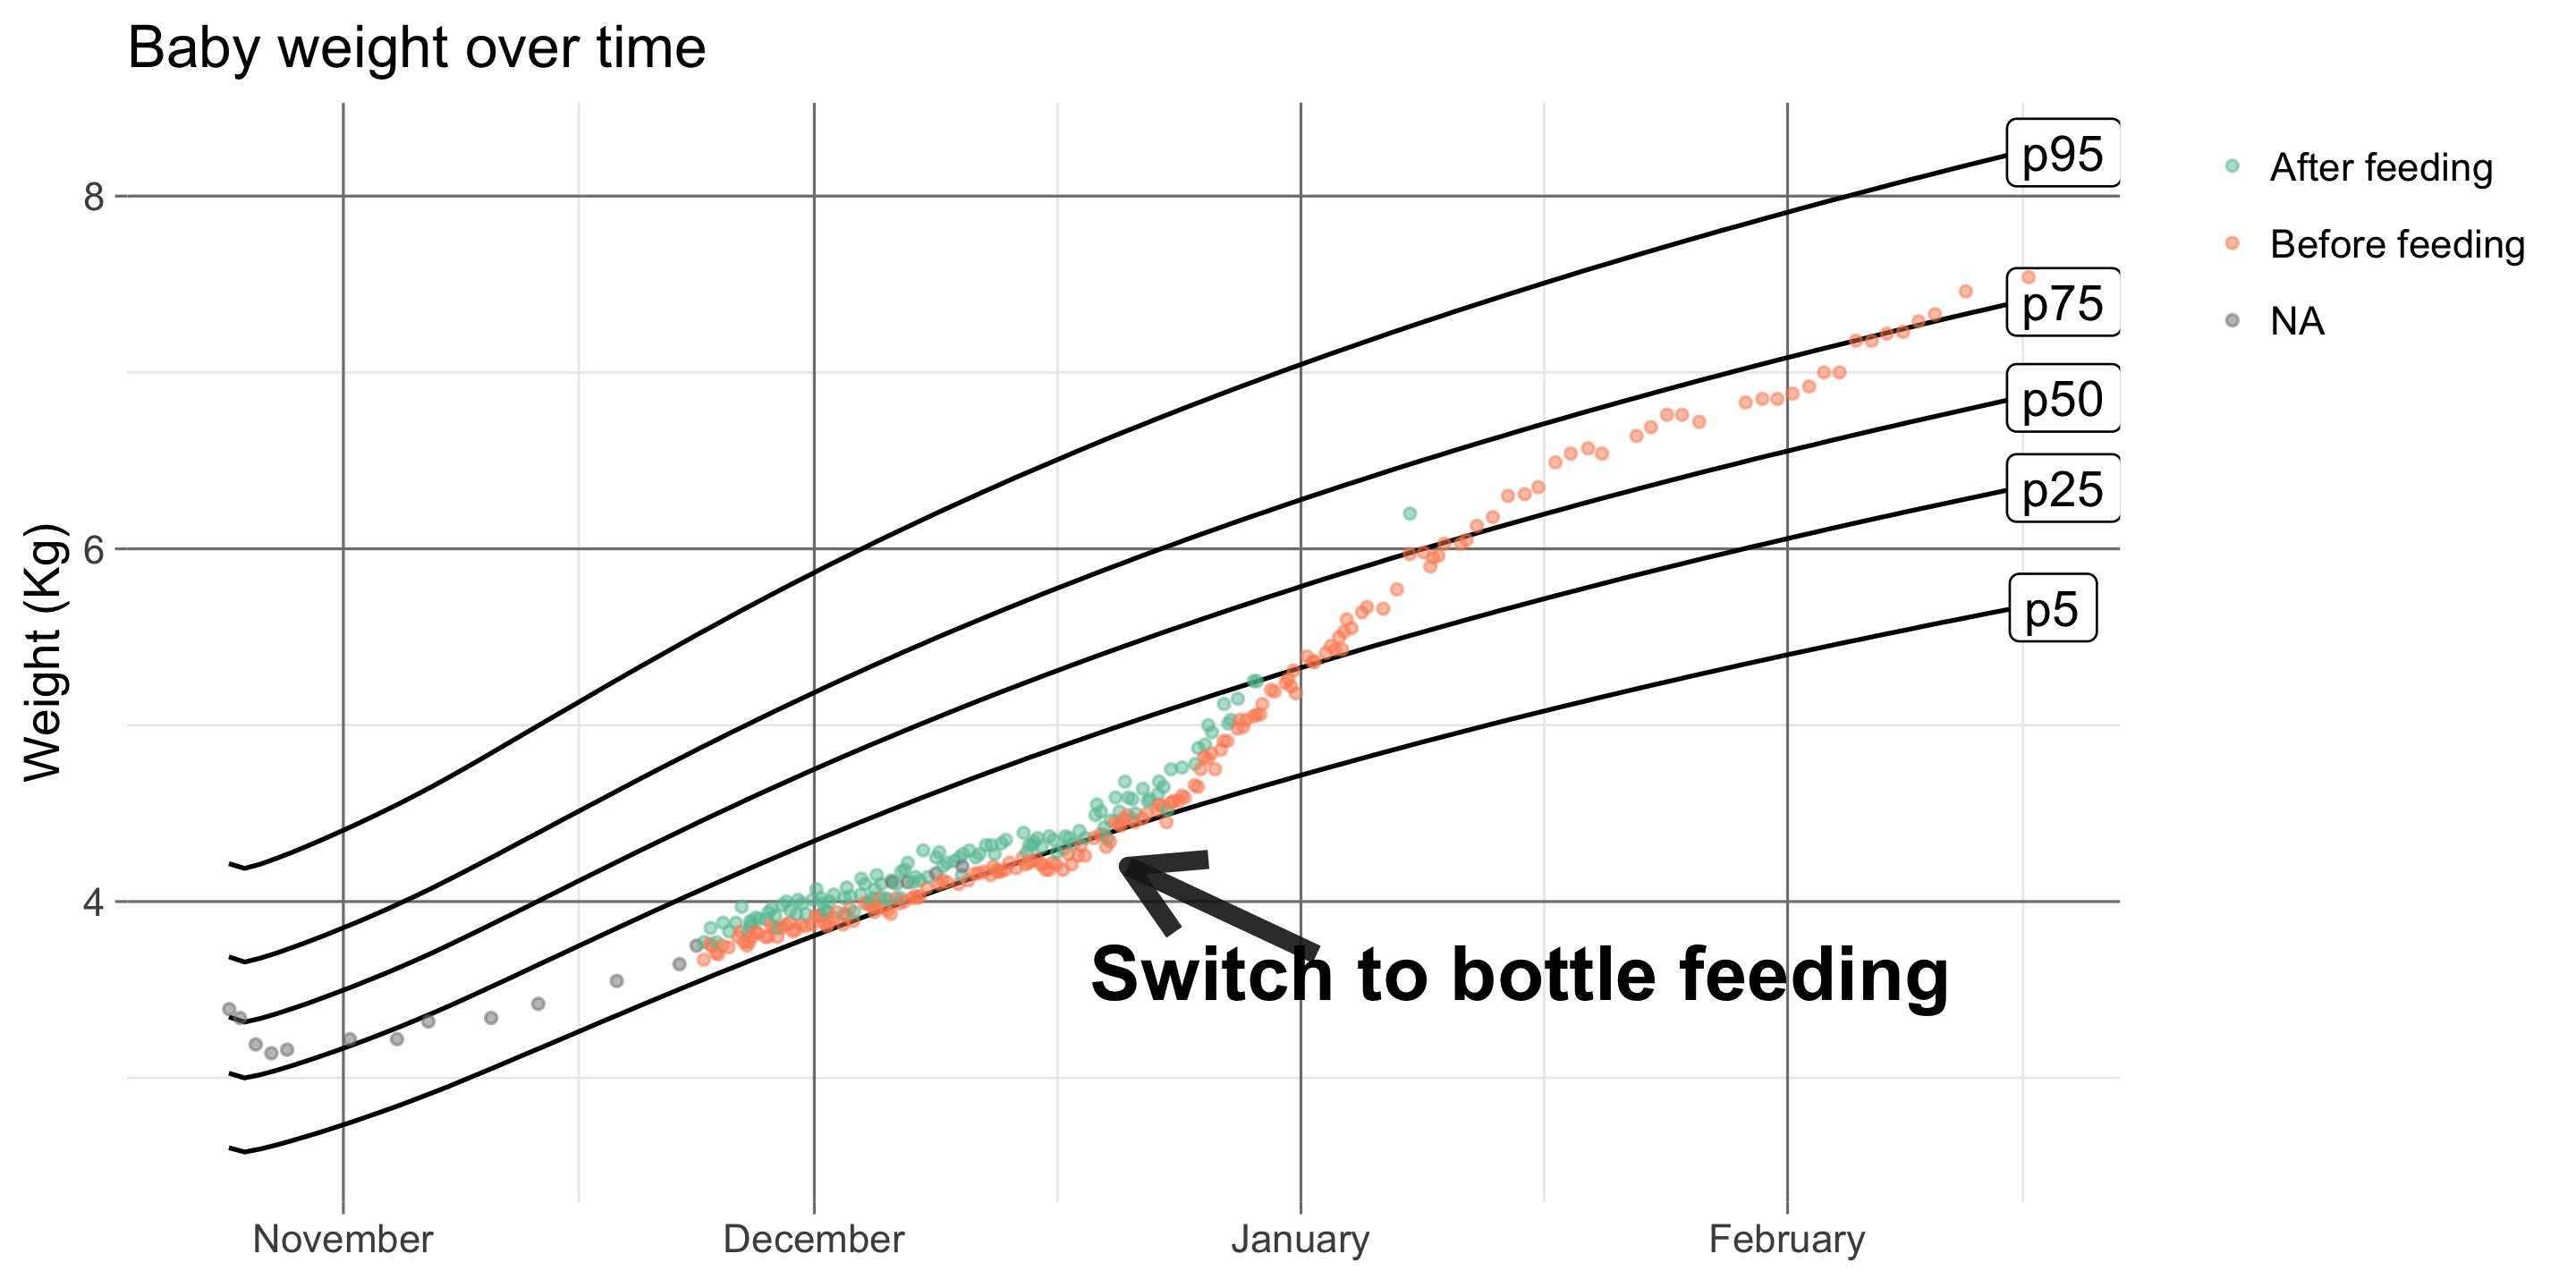 Baby weight over time
Weight (Kg)
8
6
4
November
December
January
February
p95
p75
p50
p25
p5
Switch to bottle feeding
After feeding
Before feeding
NA